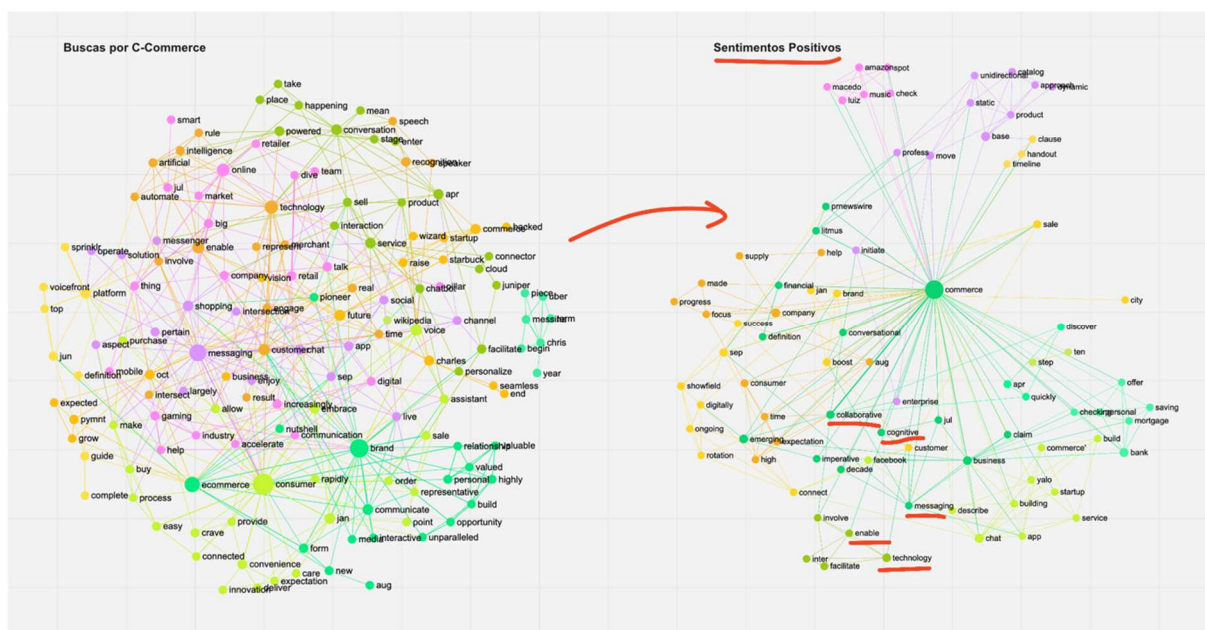 Buscas por C-Commerce
take
place
happening
mean
smart
speech
rule
powered
conversation
stage
enter
retailer
intelligence
artificial
recognition
speaker
online
dive
team
jul
automate
market
apr
technology
sell
product
big
interaction
commerce
backed
messenger
service
wizard
startup
sprinklr
operate
enable
represent
merchant
solution
involve
connector
starbuck
raise
cloud
talk
company
vision
retail
voicefront
thing
real
chatbot
pillar
juniper
platform
pioneer
piece
uber
social
top
shopping
intersection
engage
future
wikipedia
channel
pertain
voice
time
chris
purchase
aspect
messaging
customerchat
app
facilitate
begin
jun
charles
mobile
personalize
year
definition
oct
business
enjoy
sep
digital
seamless
end
largely
intersect
result
assistant
expected
increasingly
embrace
allow
gaming
live
pymnt
make
nutshell
industry
communication
sale
grow
accelerate
help
brand
relationship
valuable
guide
buy
valued
ecommerce
consumer
rapidly
order
personal
highly
complete
process
representative
build
communicate
provide
jan
point
opportunity
easy
crave
media
interactive
unparalleled
form
connected
convenience
new
care
expectation
innovation
deliver
aug
Sentimentos Positivos
amazon
spot
unidirectional
catalog
macedo
music
check
approach
dynamic
luiz
static
product
base
clause
profess
move
handout
timeline
prnewswire
litmus
sale
help
initiate
supply
made
financial
jan
brand
commerce
progress
city
focus
company
success
definition
conversational
discover
sep
boost
aug
step
ten
showfield
consumer
apr
offer
digitally
enterprise
quickly
time
collaborative
jul
checking
personal
saving
mortgage
ongoing
cognitive
claim
emerging
expectation
customer
commerce'
build
rotation
high
imperative
facebook
business
bank
decade
yalo
connect
startup
messaging
describe
building
involve
service
enable
chat
app
inter
technology
facilitate